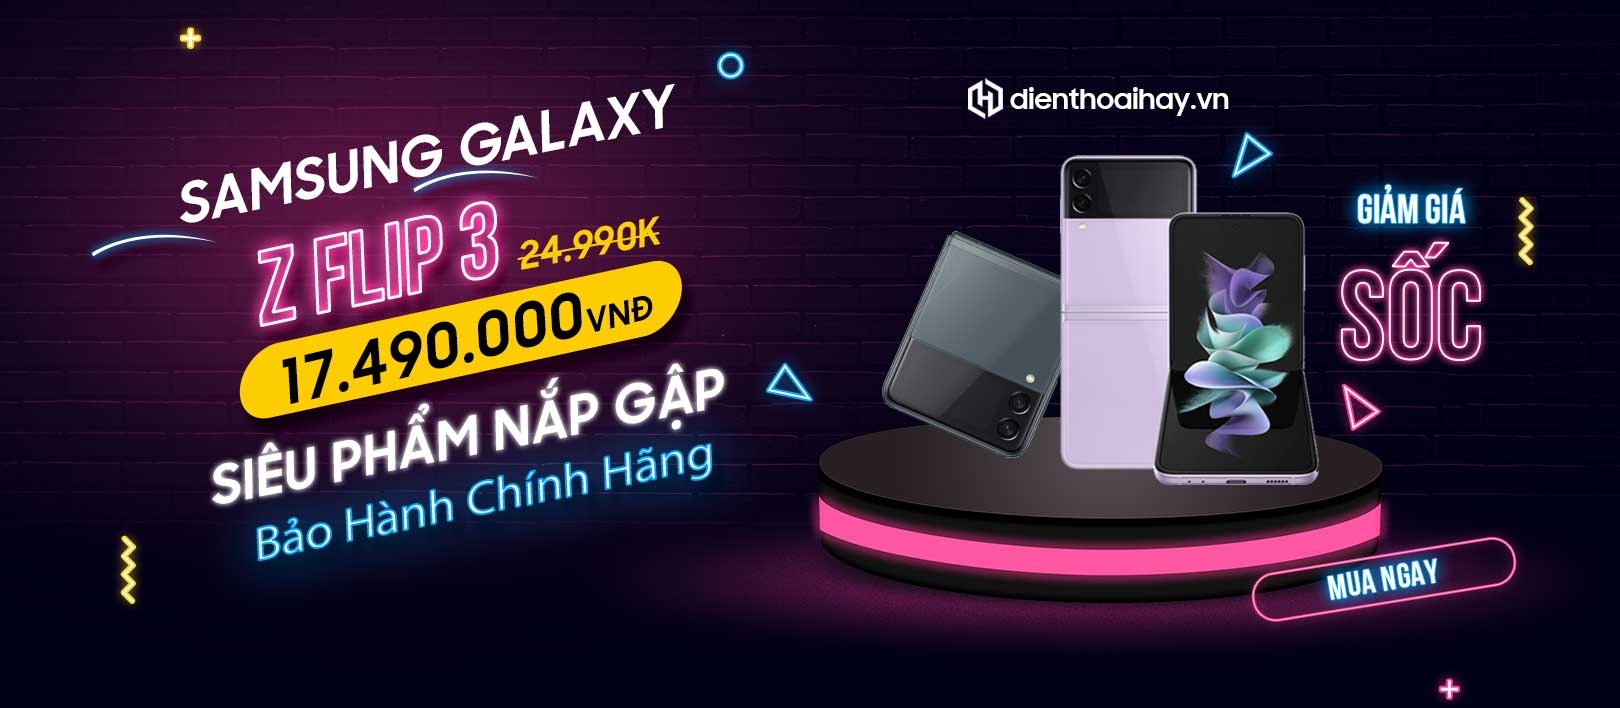 SAMSUNG GALAXY
Z FLIP 3 24.990K
17.490.000VNĐ
SIÊU PHẨM NẮP GẬP
Bảo Hành Chính Hãng
dienthoaihay.vn
GIẢM GIÁ
SỐC
MUA NGAY